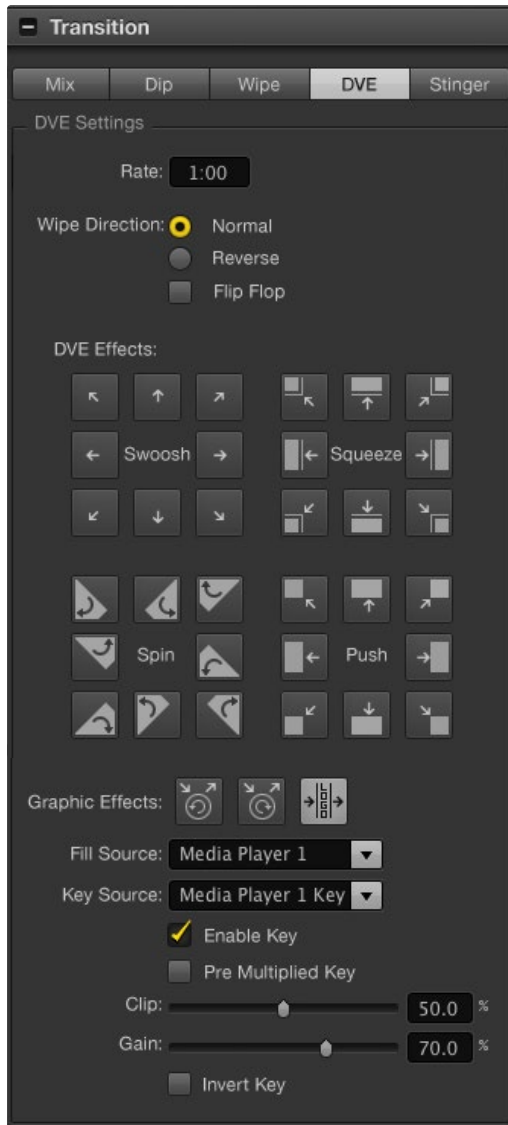 Transition
Mix Dip Wipe DVE Stinger
DVE Settings
Rate: 1:00
Wipe Direction: Normal
Reverse
Flip Flop
DVE Effects:
Swoosh Squeeze
Spin Push
Graphic Effects: LOGO
Fill Source: Media Player 1
Key Source: Media Player 1 Key
Enable Key
Pre Multiplied Key
Clip: 50.0 %
Gain: 70.0 %
Invert Key